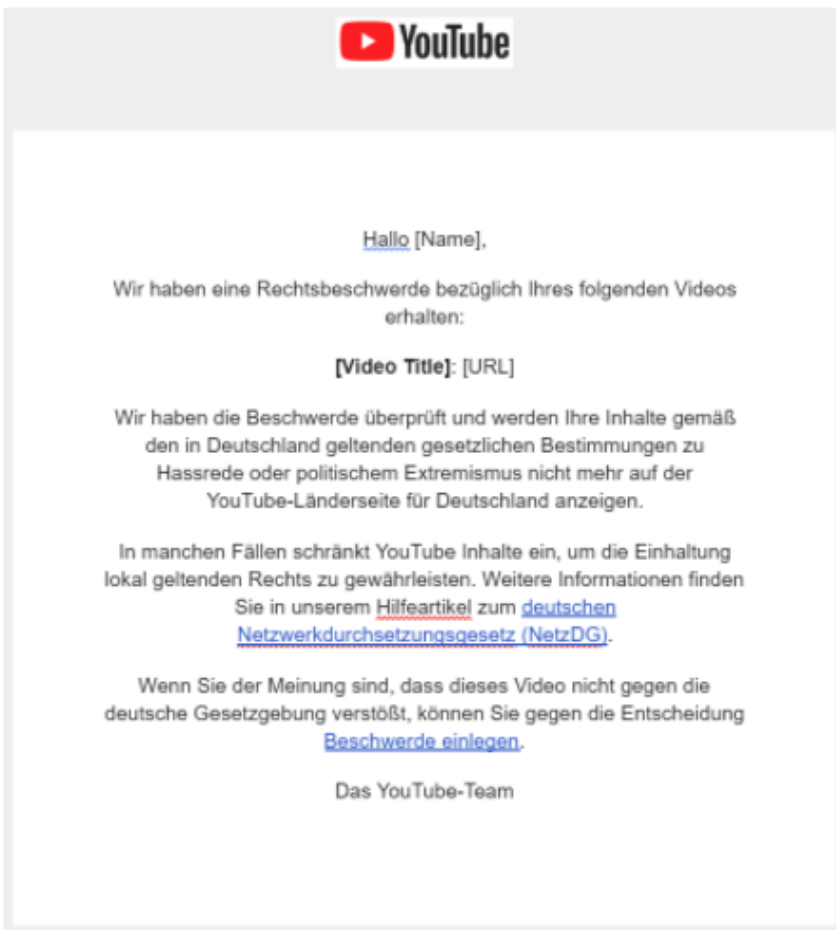 YouTube
Hallo [Name],
Wir haben eine Rechtsbeschwerde bezüglich Ihres folgenden Videos
erhalten:
[Video Title]: [URL]
Wir haben die Beschwerde überprüft und werden Ihre Inhalte gemäß
den in Deutschland geltenden gesetzlichen Bestimmungen zu
Hassrede oder politischem Extremismus nicht mehr auf der
YouTube-Länderseite für Deutschland anzeigen.
In manchen Fällen schränkt YouTube Inhalte ein, um die Einhaltung
lokal geltenden Rechts zu gewährleisten. Weitere Informationen finden
Sie in unserem Hilfeartikel zum deutschen
Netzwerkdurchsetzungsgesetz (NetzDG).
Wenn Sie der Meinung sind, dass dieses Video nicht gegen die
deutsche Gesetzgebung verstößt, können Sie gegen die Entscheidung
Beschwerde einlegen.
Das YouTube-Team